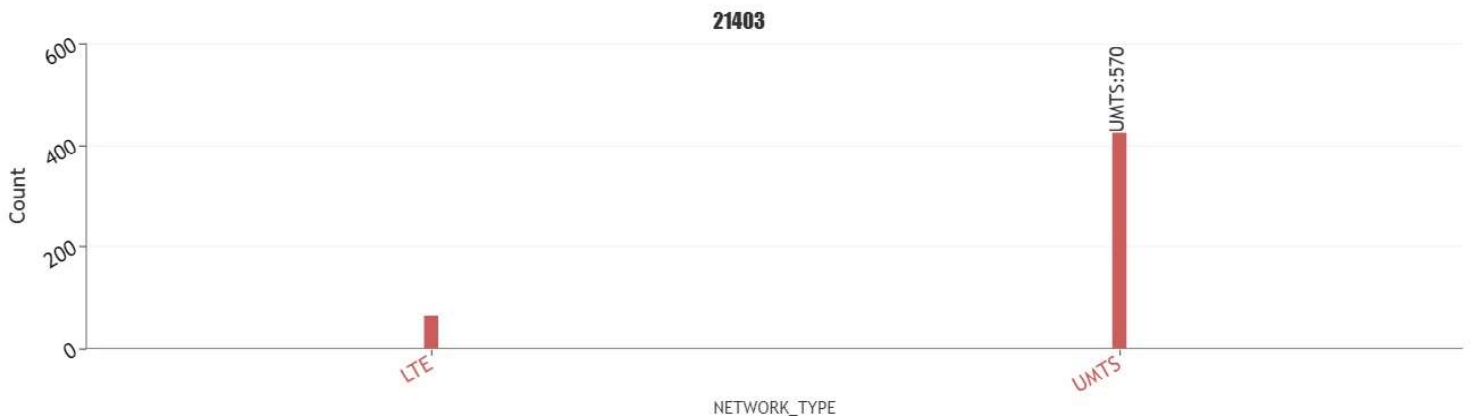 21403
600
400
200
0
Count
UMTS:570
LTE
UMTS
NETWORK_TYPE